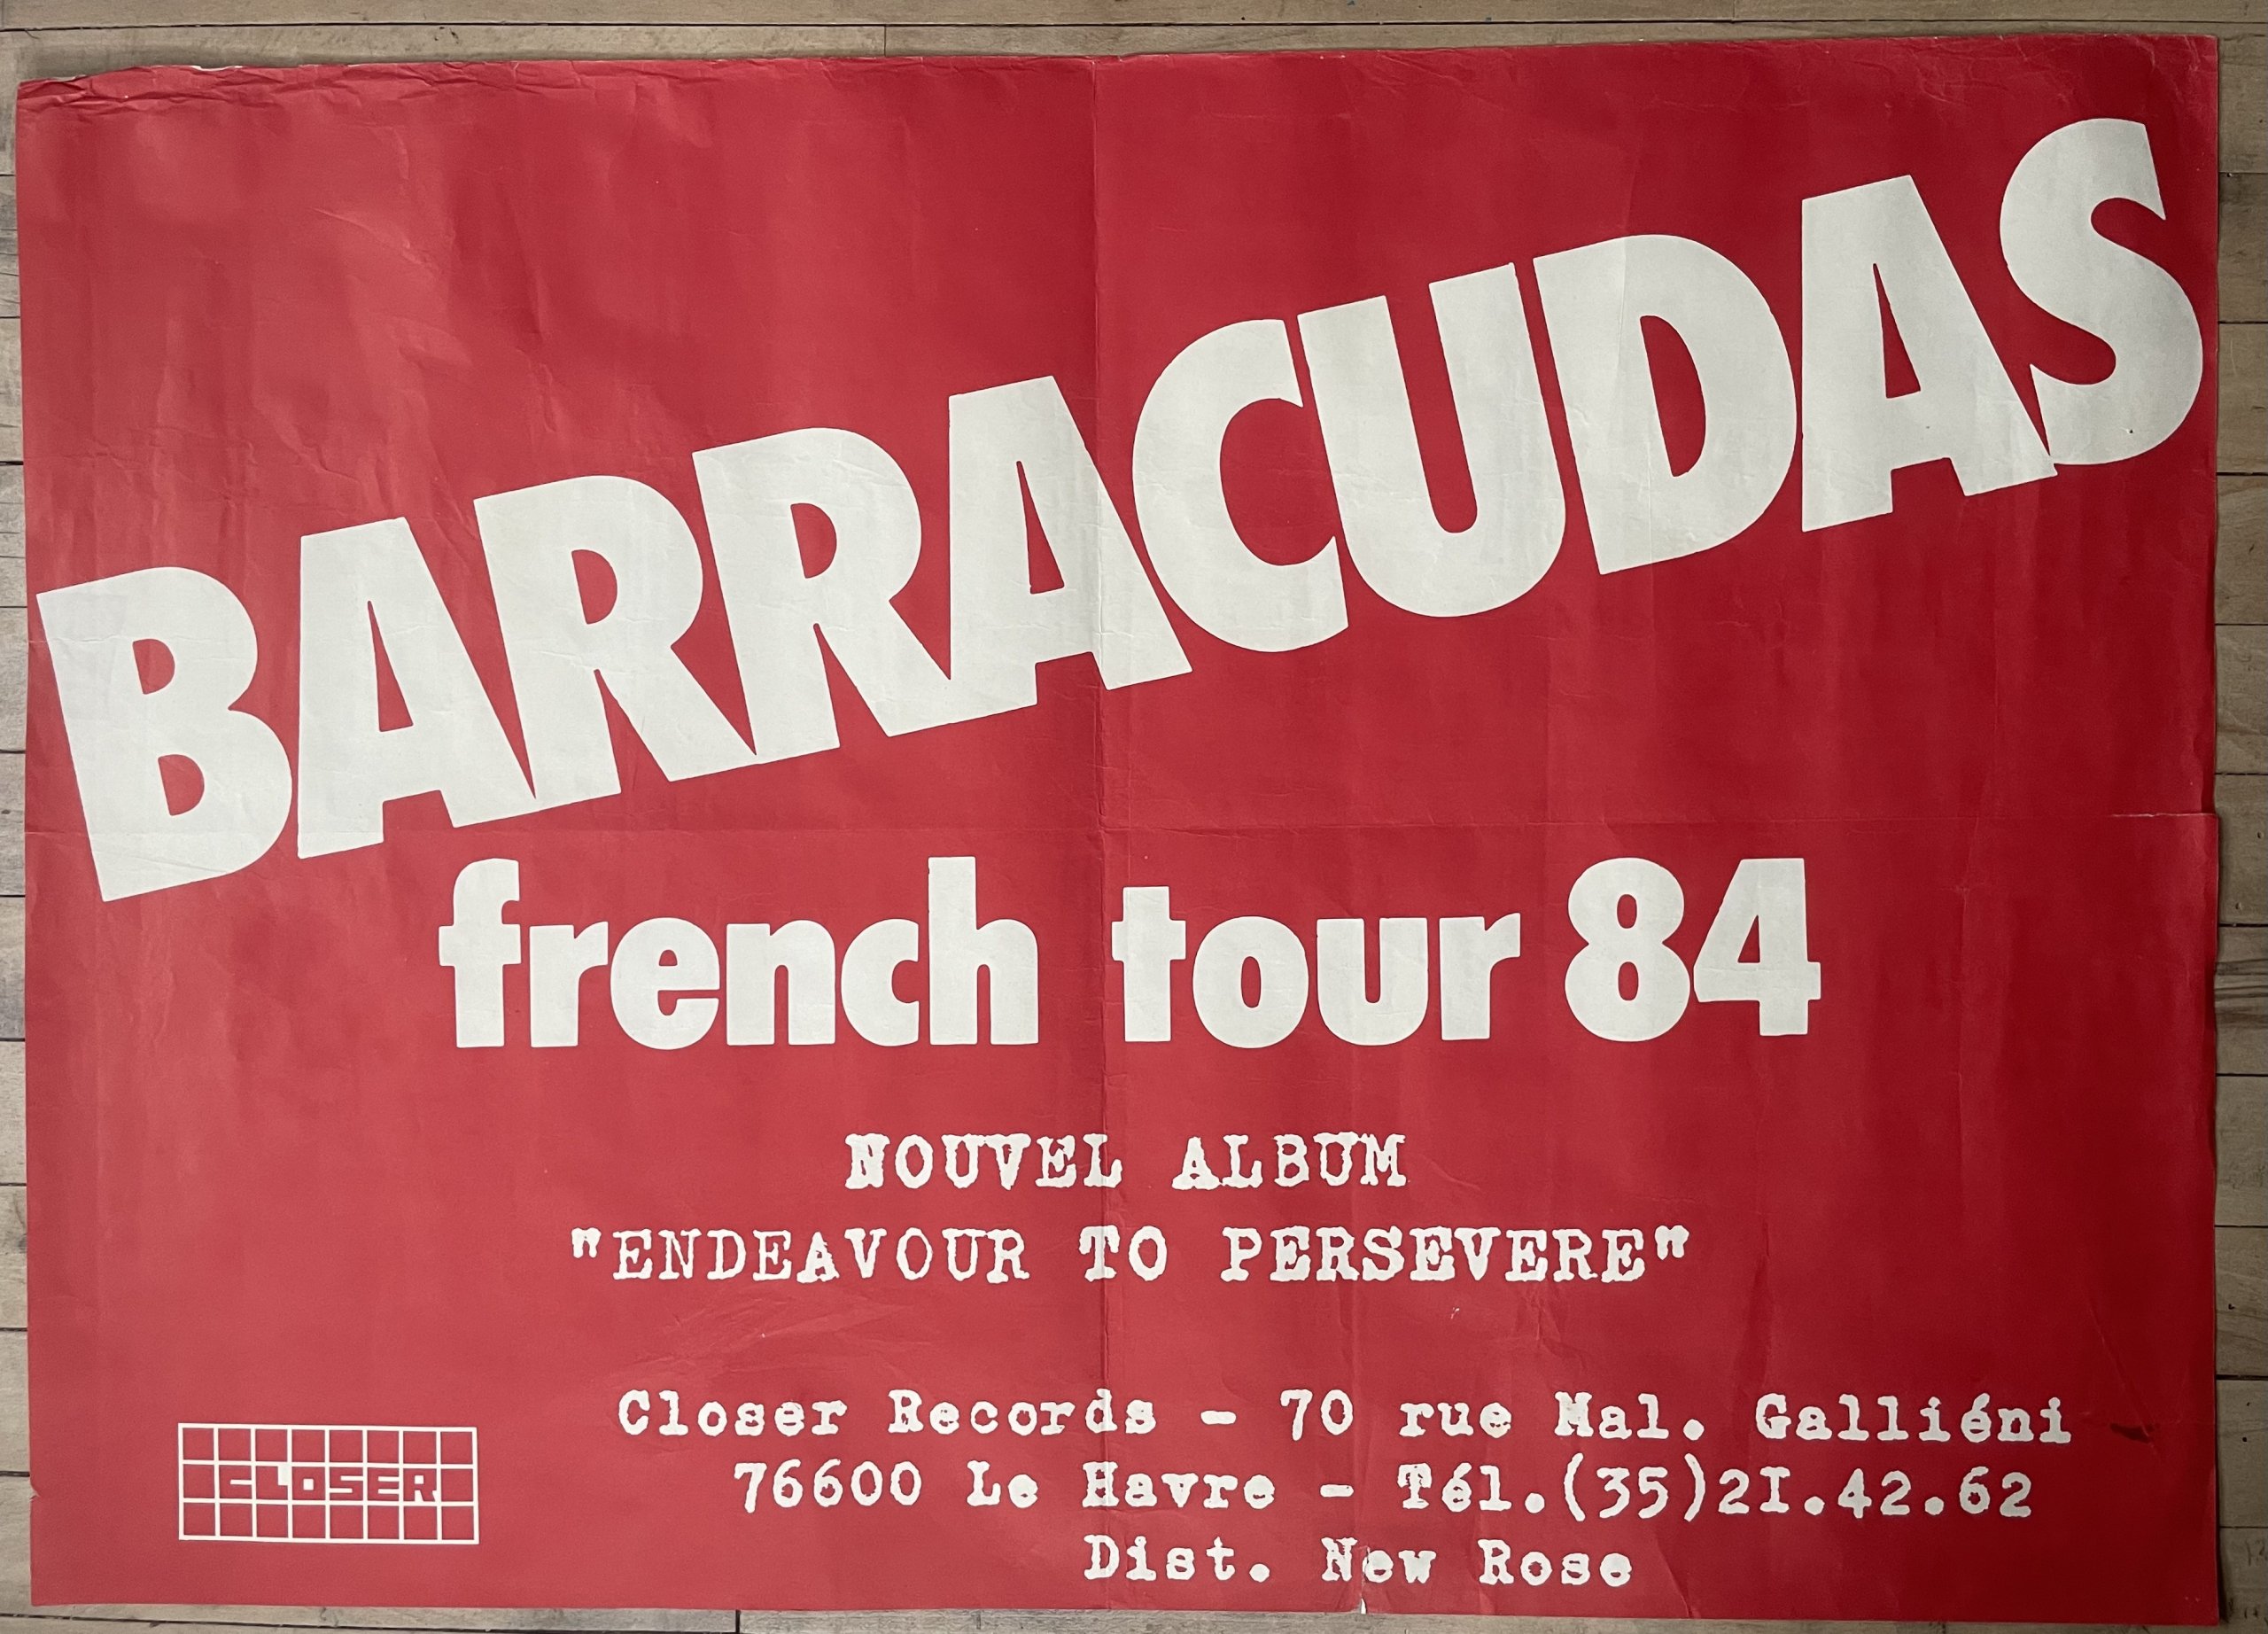 BARRACUDAS
french tour 84
NOUVEL ALBUM
"ENDEAVOUR TO PERSEVERE"
Closer Records - 70 rue Mal. Galliéni
76600 Le Havre - Tél.(35)2I.42.62
Dist. New Rose
CLOSER